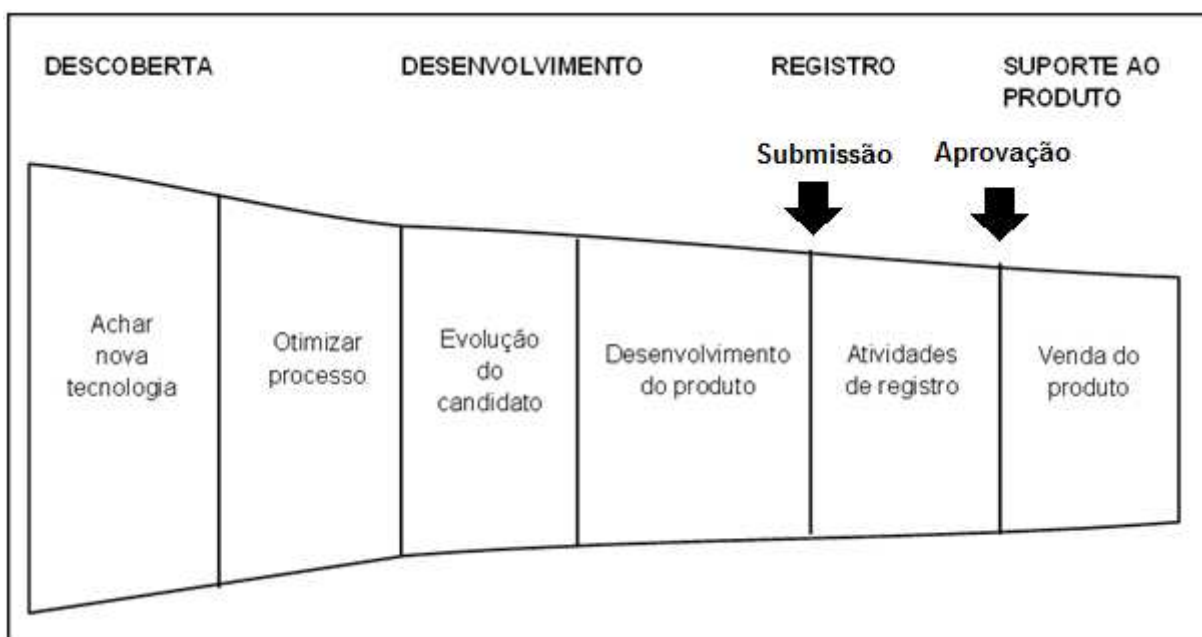 DESCOBERTA
DESENVOLVIMENTO
REGISTRO
SUPORTE AO
PRODUTO
Submissão
Aprovação
Achar
nova
tecnologia
Otimizar
processo
Evolução
do
candidato
Desenvolvimento
do produto
Atividades
de registro
Venda do
produto